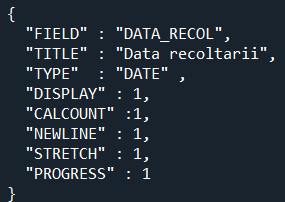 {
  "FIELD" : "DATA_RECOL",
  "TITLE" : "Data recoltarii",
  "TYPE"  : "DATE" ,
  "DISPLAY" : 1,
  "CALCOUNT" :1,
  "NEWLINE" : 1,
  "STRETCH" : 1,
  "PROGRESS" : 1
}